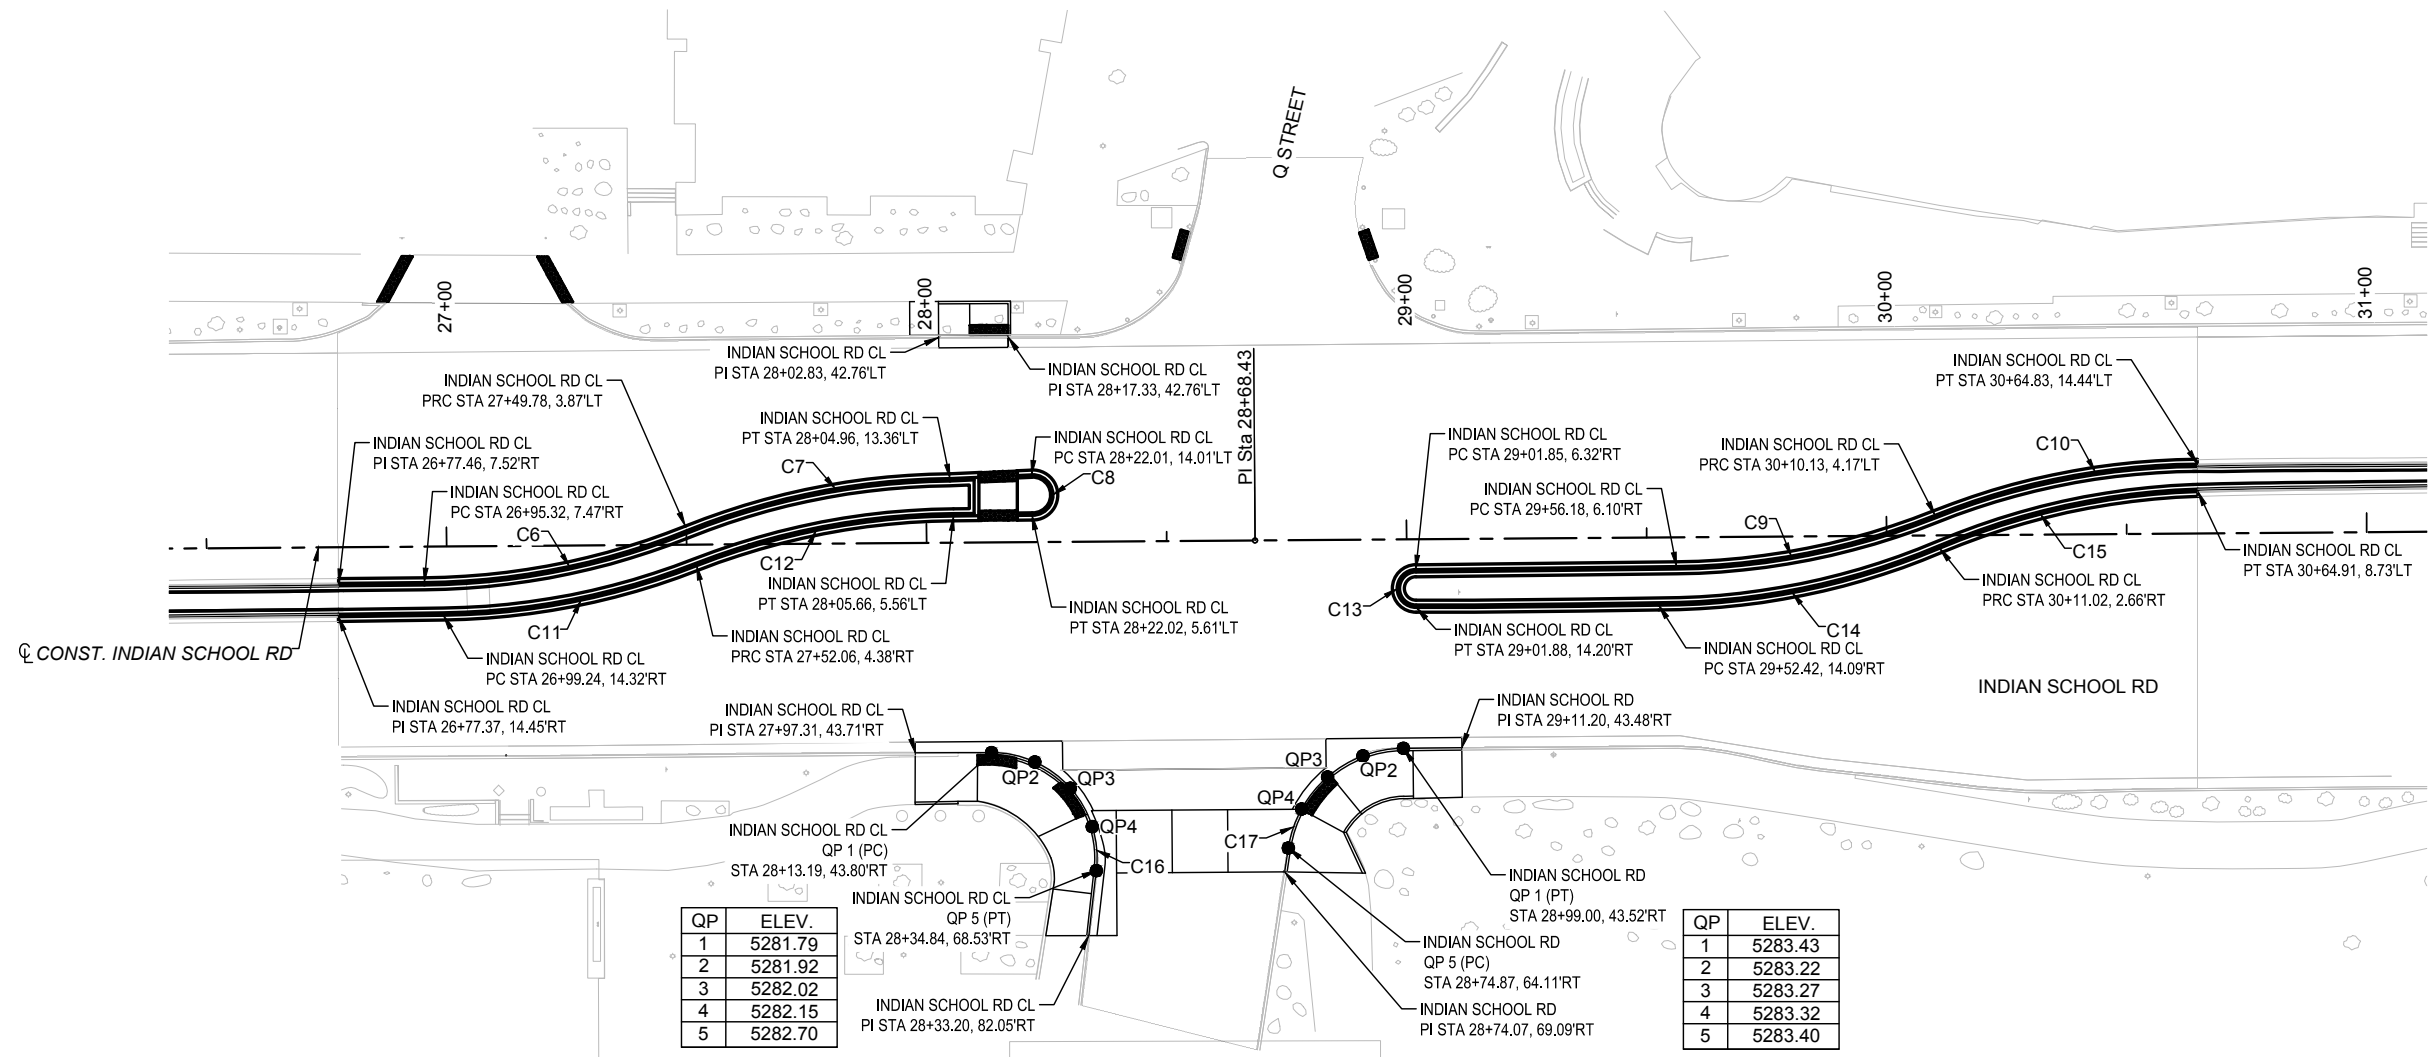 Q STREET
27+00
28+00
29+00
30+00
31+00
INDIAN SCHOOL RD CL
PI STA 28+02.83, 42.76'LT
INDIAN SCHOOL RD CL
PI STA 28+17.33, 42.76'LT
PI Sta 28+68.43
INDIAN SCHOOL RD CL
PT STA 30+64.83, 14.44'LT
INDIAN SCHOOL RD CL
PRC STA 27+49.78, 3.87'LT
INDIAN SCHOOL RD CL
PT STA 28+04.96, 13.36'LT
INDIAN SCHOOL RD CL
PI STA 26+77.46, 7.52'RT
INDIAN SCHOOL RD CL
PC STA 28+22.01, 14.01'LT
INDIAN SCHOOL RD CL
PC STA 29+01.85, 6.32'RT
INDIAN SCHOOL RD CL
PRC STA 30+10.13, 4.17'LT
C10
C7
C8
INDIAN SCHOOL RD CL
PC STA 26+95.32, 7.47'RT
INDIAN SCHOOL RD CL
PC STA 29+56.18, 6.10'RT
C6
C9
C12
C15
INDIAN SCHOOL RD CL
PT STA 28+05.66, 5.56'LT
INDIAN SCHOOL RD CL
PT STA 30+64.91, 8.73'LT
INDIAN SCHOOL RD CL
PRC STA 30+11.02, 2.66'RT
INDIAN SCHOOL RD CL
PT STA 28+22.02, 5.61'LT
C13
C11
C14
INDIAN SCHOOL RD CL
PRC STA 27+52.06, 4.38'RT
INDIAN SCHOOL RD CL
PT STA 29+01.88, 14.20'RT
℄ CONST. INDIAN SCHOOL RD
INDIAN SCHOOL RD CL
PC STA 26+99.24, 14.32'RT
INDIAN SCHOOL RD CL
PC STA 29+52.42, 14.09'RT
INDIAN SCHOOL RD
INDIAN SCHOOL RD CL
PI STA 26+77.37, 14.45'RT
INDIAN SCHOOL RD CL
PI STA 27+97.31, 43.71'RT
INDIAN SCHOOL RD
PI STA 29+11.20, 43.48'RT
QP2
QP3
QP3
QP2
QP4
QP4
INDIAN SCHOOL RD CL
QP 1 (PC)
STA 28+13.19, 43.80'RT
C16
C17
INDIAN SCHOOL RD CL
QP 5 (PT)
STA 28+34.84, 68.53'RT
INDIAN SCHOOL RD
QP 1 (PT)
STA 28+99.00, 43.52'RT
INDIAN SCHOOL RD
QP 5 (PC)
STA 28+74.87, 64.11'RT
INDIAN SCHOOL RD CL
PI STA 28+33.20, 82.05'RT
INDIAN SCHOOL RD
PI STA 28+74.07, 69.09'RT
QP ELEV.
1 5281.79
2 5281.92
3 5282.02
4 5282.15
5 5282.70
QP ELEV.
1 5283.43
2 5283.22
3 5283.27
4 5283.32
5 5283.40